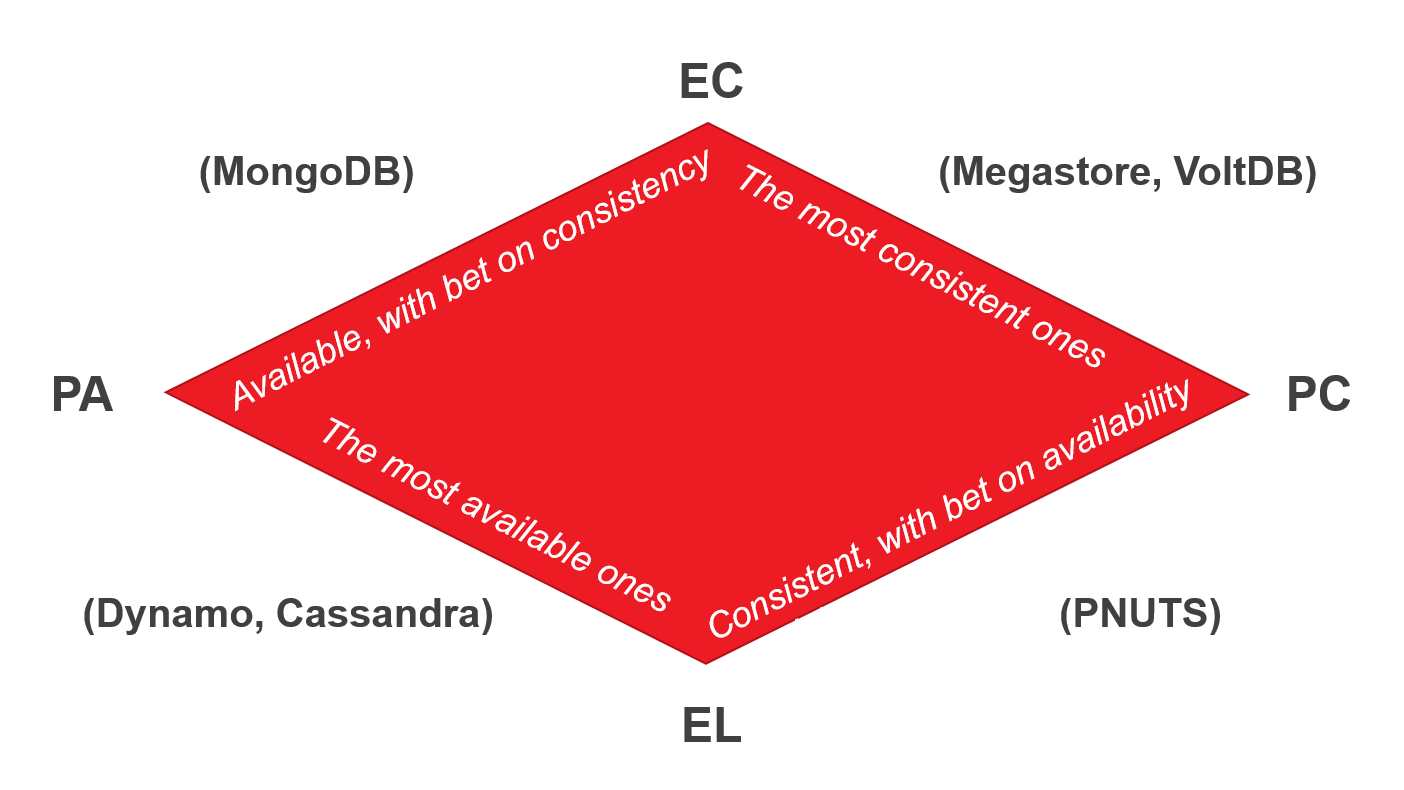 EC
(MongoDB)
(Megastore, VoltDB)
Available, with bet on consistency
The most consistent ones
PA
PC
The most available ones
Consistent, with bet on availability
(Dynamo, Cassandra)
(PNUTS)
EL